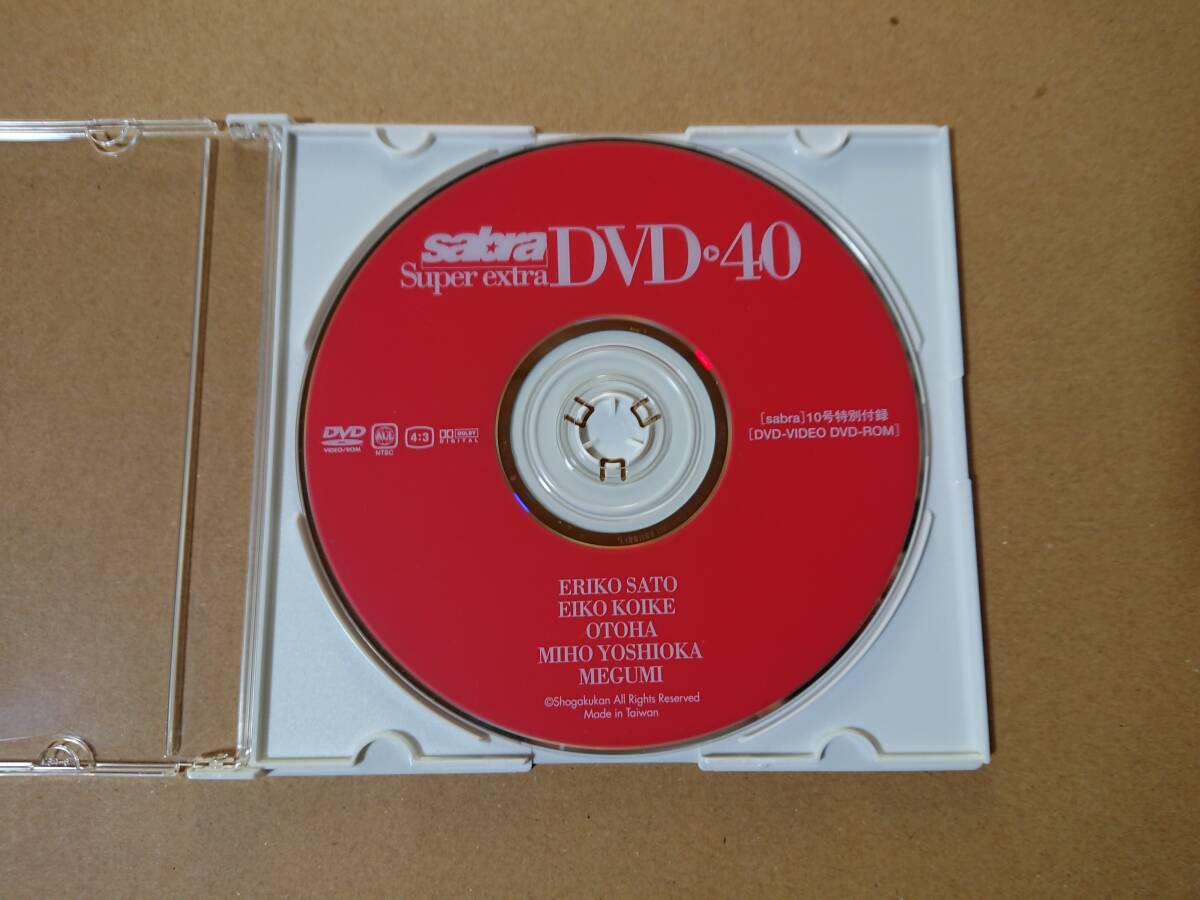 sabra
Super extra DVD 40
DVD
VIDEO/ROM
ALL
NTSC
4:3
DOLBY
DIGITAL
[sabra]10号特別付録
[DVD-VIDEO DVD-ROM]
ERIKO SATO
EIKO KOIKE
OTOHA
MIHO YOSHIOKA
MEGUMI
©Shogakukan All Rights Reserved
Made in Taiwan